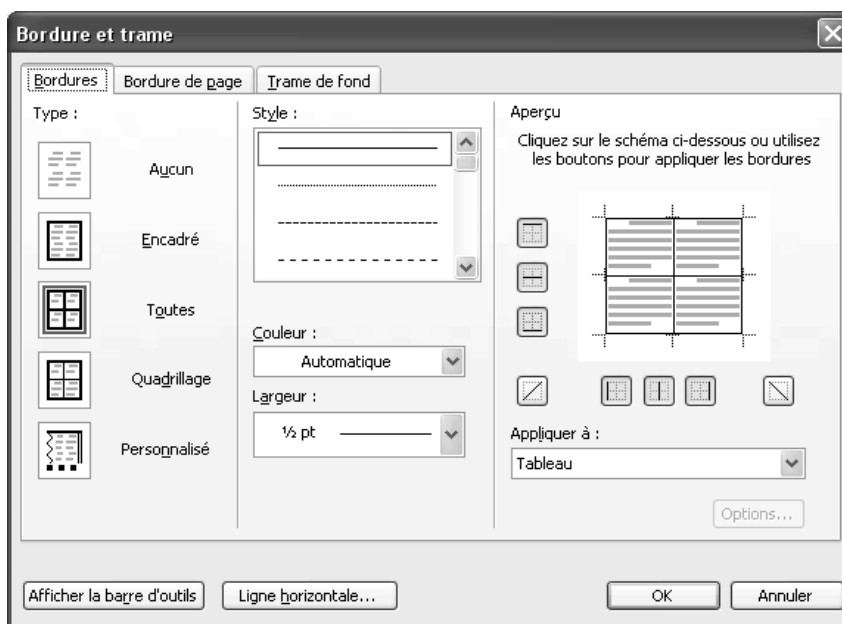 Bordure et trame
Bordures
Bordure de page
Trame de fond
Type :
Aucun
Encadré
Toutes
Quadrillage
Personnalisé
Style :
Couleur :
Automatique
Largeur :
½ pt
Aperçu
Cliquez sur le schéma ci-dessous ou utilisez
les boutons pour appliquer les bordures
Appliquer à :
Tableau
Options...
Afficher la barre d'outils
Ligne horizontale...
OK
Annuler